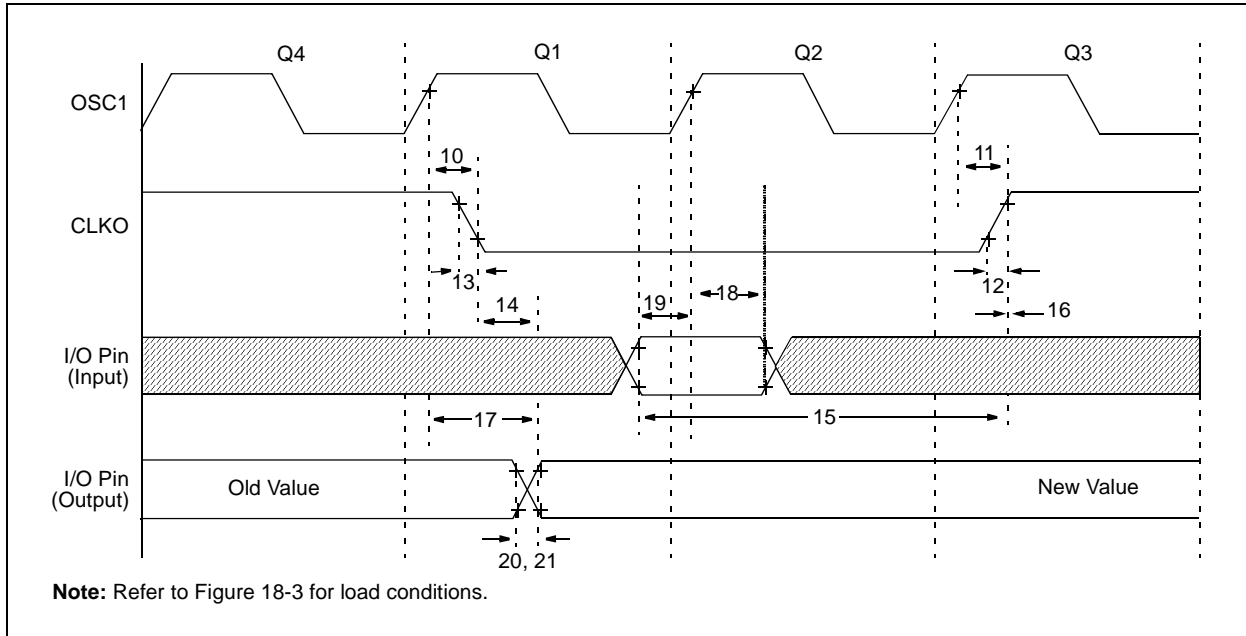 Q4 Q1 Q2 Q3
OSC1
10 11
CLKO
13 12
14 19 18 16
I/O Pin
(Input)
17 15
I/O Pin
(Output)
Old Value New Value
20, 21
Note: Refer to Figure 18-3 for load conditions.